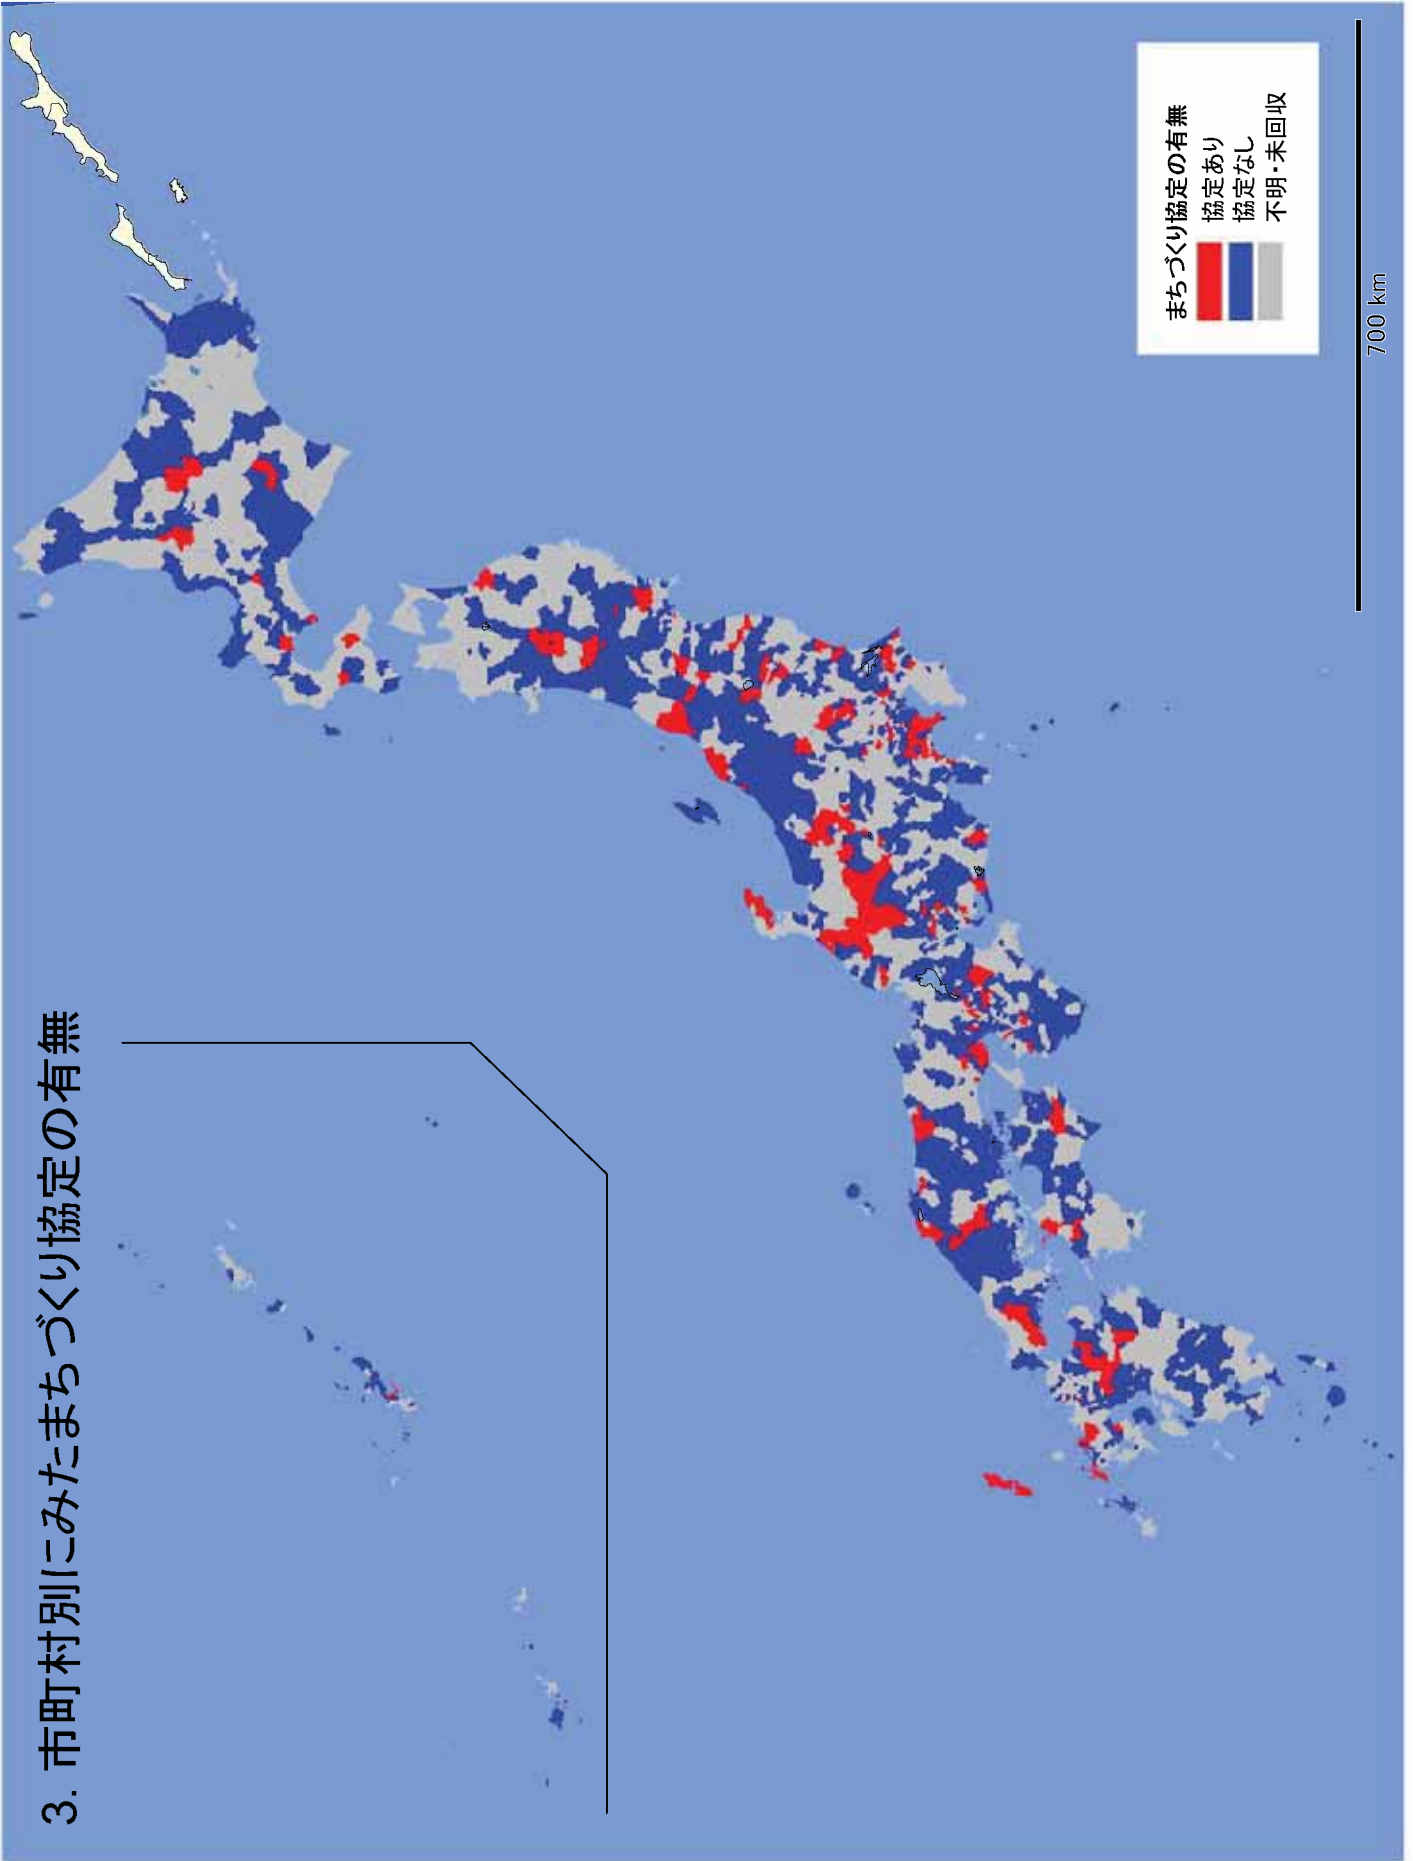 3. 市町村別にみたまちづくり協定の有無
まちづくり協定の有無
協定あり
協定なし
不明・未回収
700 km